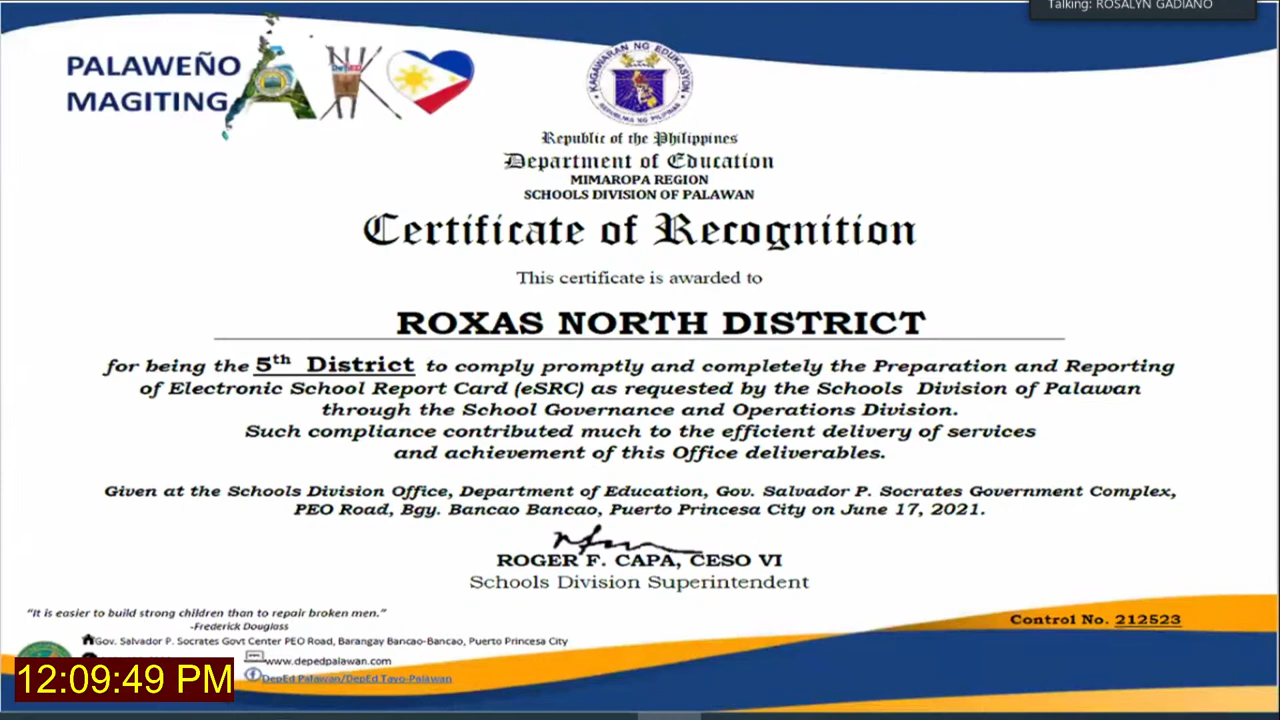 Talking: ROSALYN GADIANO
PALAWEÑO
MAGITING
DepED
KAGAWARAN NG EDUKASYON
REPUBLIKA NG PILIPINAS
Republic of the Philippines
Department of Education
MIMAROPA REGION
SCHOOLS DIVISION OF PALAWAN
Certificate of Recognition
This certificate is awarded to
ROXAS NORTH DISTRICT
for being the 5th District to comply promptly and completely the Preparation and Reporting
of Electronic School Report Card (eSRC) as requested by the Schools Division of Palawan
through the School Governance and Operations Division.
Such compliance contributed much to the efficient delivery of services
and achievement of this Office deliverables.
Given at the Schools Division Office, Department of Education, Gov. Salvador P. Socrates Government Complex,
PEO Road, Bgy. Bancao Bancao, Puerto Princesa City on June 17, 2021.
ROGER F. CAPA, CESO VI
Schools Division Superintendent
“It is easier to build strong children than to repair broken men.”
-Frederick Douglass
Control No. 212523
Gov. Salvador P. Socrates Govt Center PEO Road, Barangay Bancao-Bancao, Puerto Princesa City
www.depedpalawan.com
DepEd Palawan/DepEd Tayo-Palawan
12:09:49 PM